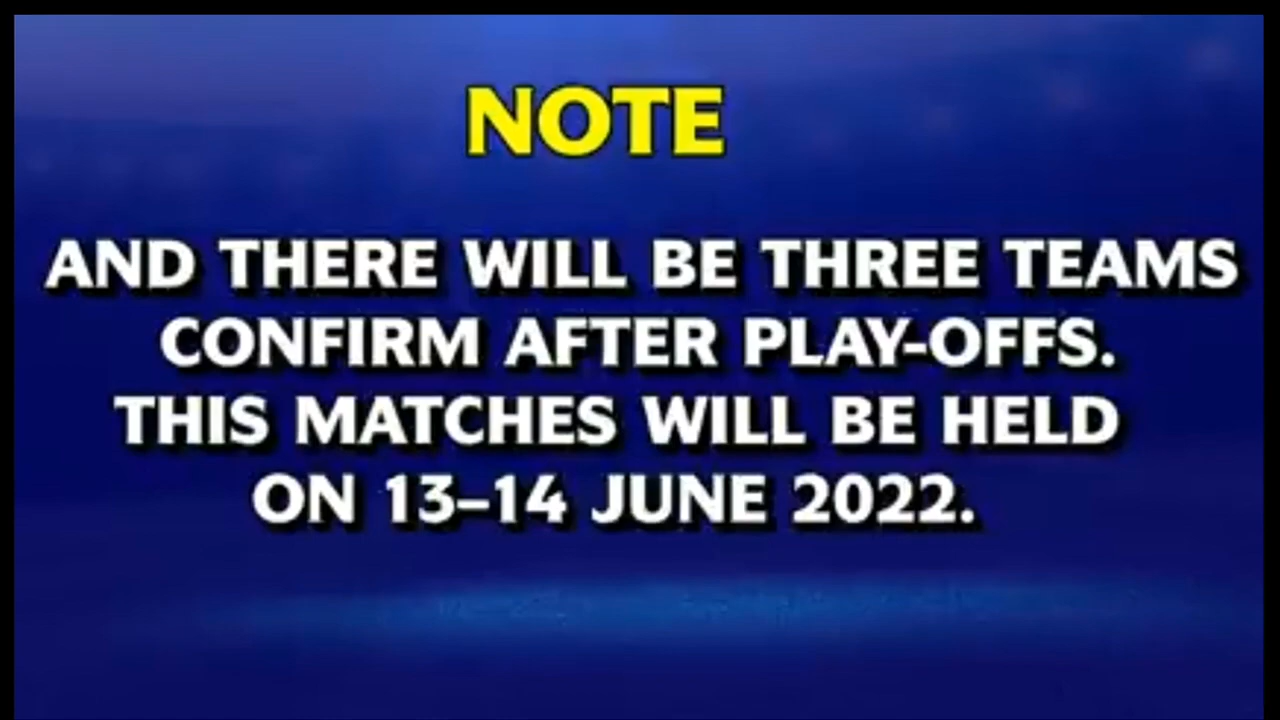 NOTE
AND THERE WILL BE THREE TEAMS
CONFIRM AFTER PLAY-OFFS.
THIS MATCHES WILL BE HELD
ON 13–14 JUNE 2022.